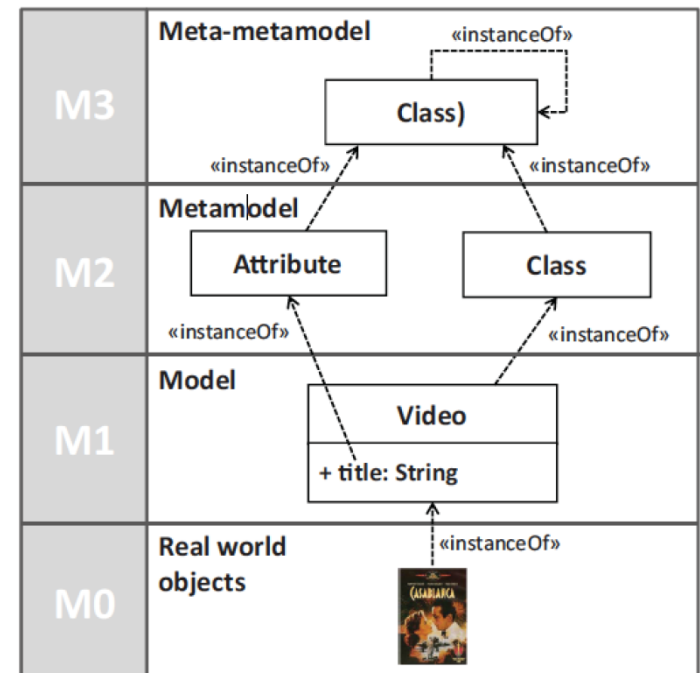 Meta-metamodel
«instanceOf»
M3
Class)
«instanceOf»
«instanceOf»
Metamodel
M2
Attribute
Class
«instanceOf»
«instanceOf»
Model
M1
Video
+ title: String
«instanceOf»
Real world
objects
M0
CASABLANCA